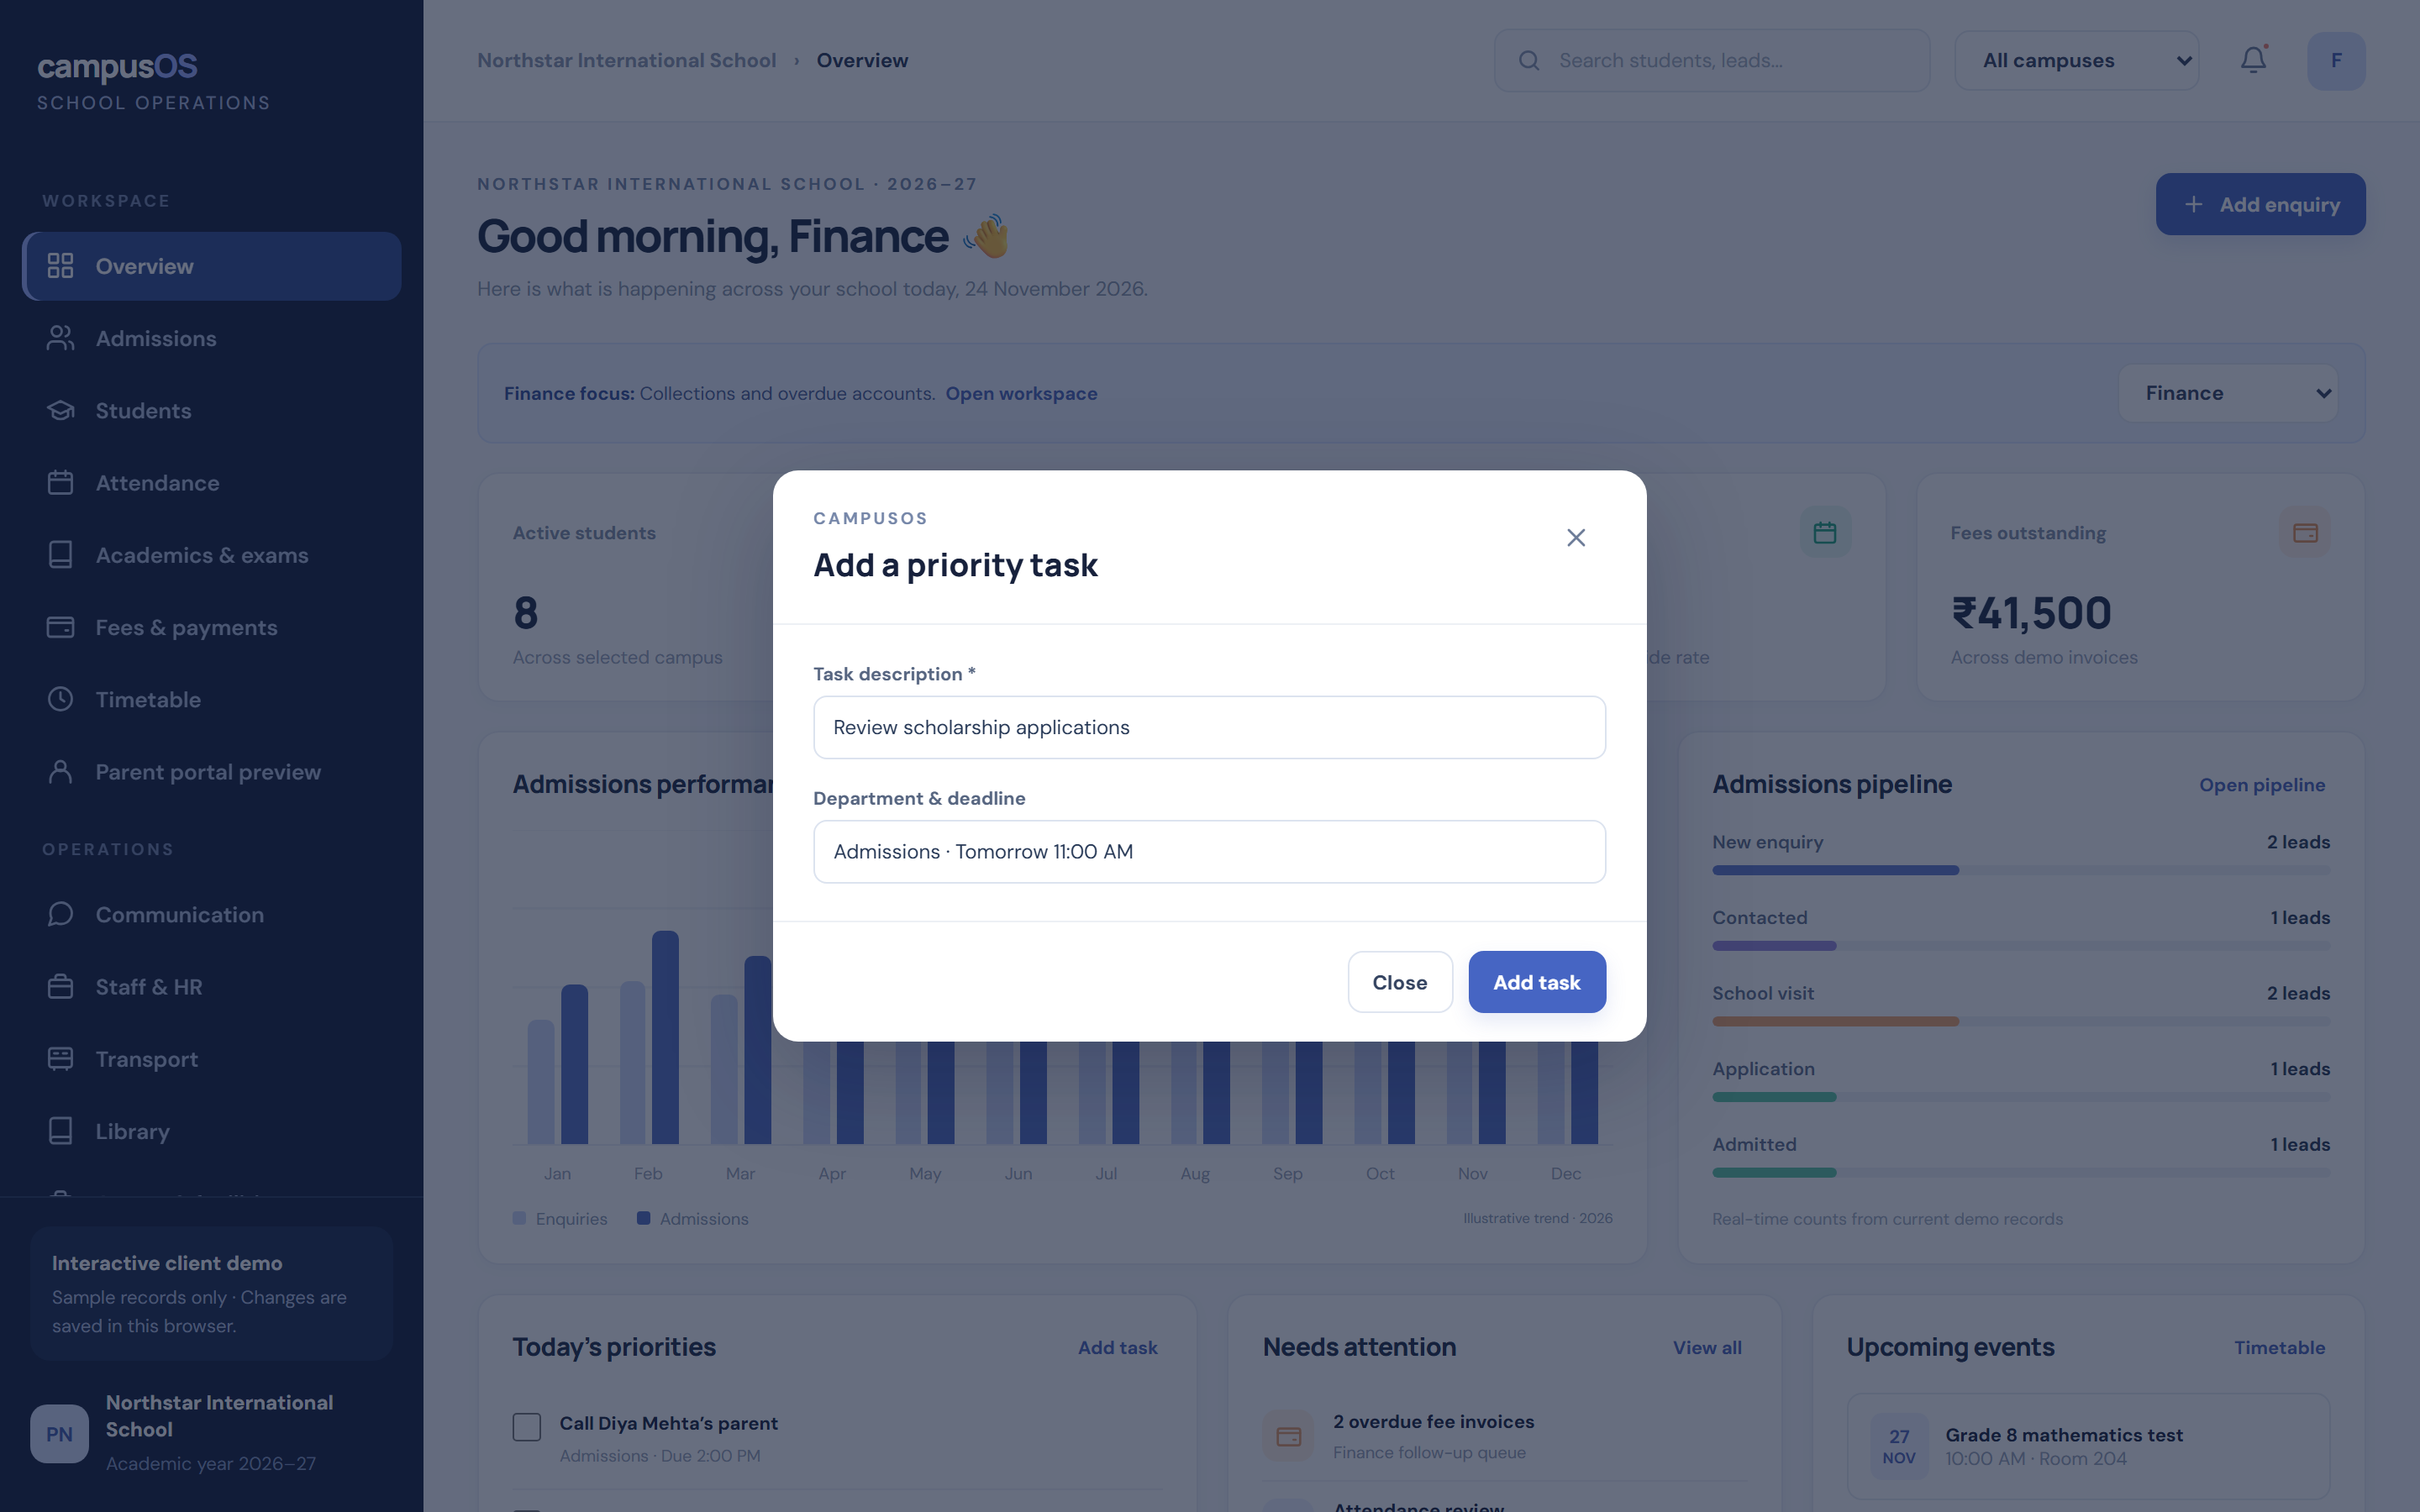 campusOS
SCHOOL OPERATIONS
WORKSPACE
Overview
Admissions
Students
Attendance
Academics & exams
Fees & payments
Timetable
Parent portal preview
OPERATIONS
Communication
Staff & HR
Transport
Library
Interactive client demo
Sample records only · Changes are
saved in this browser.
PN
Northstar International
School
Academic year 2026–27
Northstar International School › Overview
Search students, leads...
All campuses
F
NORTHSTAR INTERNATIONAL SCHOOL · 2026–27
Good morning, Finance 👋
Here is what is happening across your school today, 24 November 2026.
Add enquiry
Finance focus: Collections and overdue accounts. Open workspace
Finance
Active students
8
Across selected campus
de rate
Fees outstanding
₹41,500
Across demo invoices
CAMPUSOS
Add a priority task
Task description *
Review scholarship applications
Department & deadline
Admissions · Tomorrow 11:00 AM
Close
Add task
Admissions
Jan Feb Mar Apr May Jun Jul Aug Sep Oct Nov Dec
Enquiries
Admissions
Illustrative trend · 2026
Admissions pipeline
Open pipeline
New enquiry
2 leads
Contacted
1 leads
School visit
2 leads
Application
1 leads
Admitted
1 leads
Real-time counts from current demo records
Today’s priorities
Add task
Call Diya Mehta’s parent
Admissions · Due 2:00 PM
Needs attention
View all
2 overdue fee invoices
Finance follow-up queue
Attendance review
Upcoming events
Timetable
27
NOV
Grade 8 mathematics test
10:00 AM · Room 204